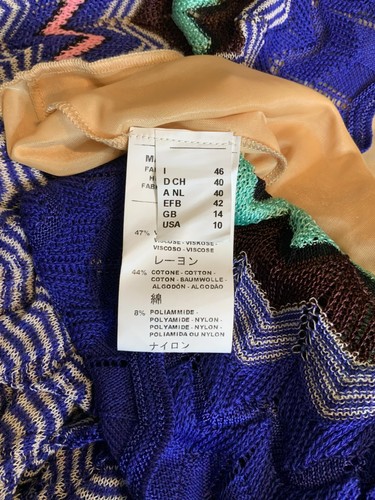 MA
FA
H
FAB
I 46
D CH 40
A NL 40
EFB 42
GB 14
USA 10
47% V
VISCOSE - VISKOSE -
VISCOSO - VISCOSE
レーヨン
44% COTONE - COTTON -
COTON - BAUMWOLLE -
ALGODÓN - ALGODÃO
綿
8% POLIAMMIDE -
POLYAMIDE - NYLON -
POLYAMIDE - NYLON -
POLIAMIDA OU NYLON
ナイロン